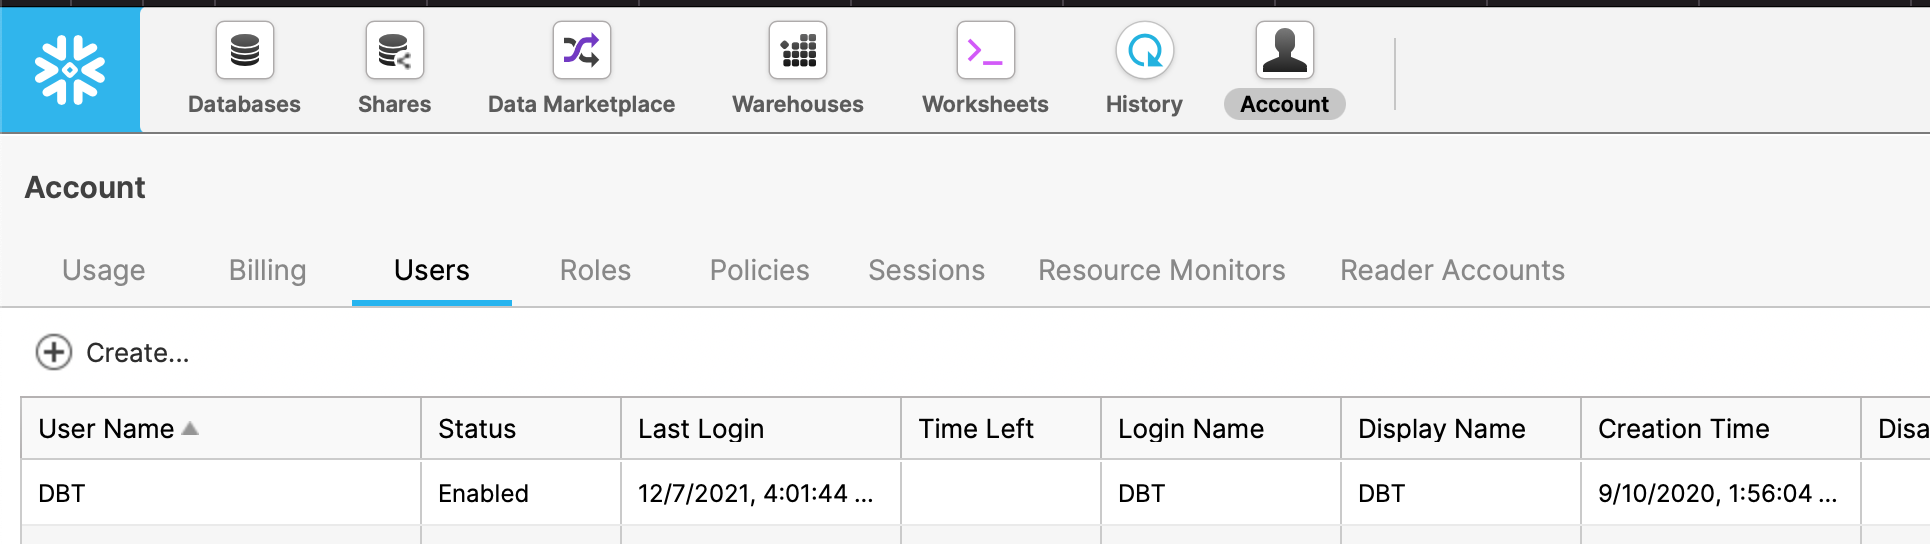 Databases Shares Data Marketplace Warehouses Worksheets History Account
Account
Usage Billing Users Roles Policies Sessions Resource Monitors Reader Accounts
Create...
User Name Status Last Login Time Left Login Name Display Name Creation Time Disa
DBT Enabled 12/7/2021, 4:01:44 ... DBT DBT 9/10/2020, 1:56:04 ...